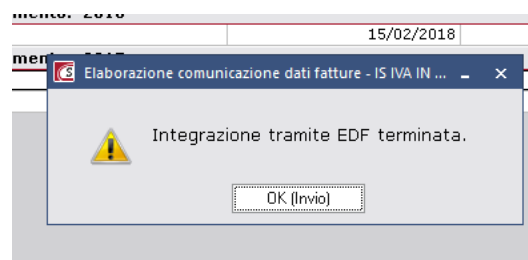 15/02/2018
Elaborazione comunicazione dati fatture - IS IVA IN ...
Integrazione tramite EDF terminata.
OK (Invio)